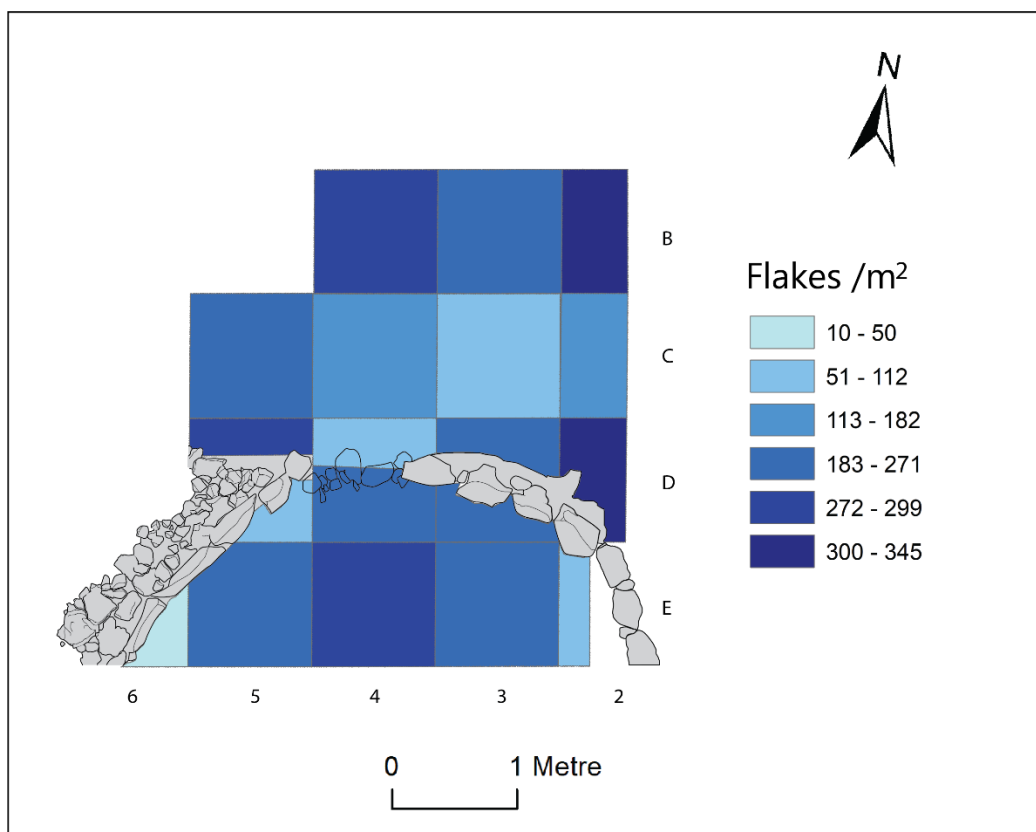 N
B
C
D
E
6 5 4 3 2
Flakes /m²
10 - 50
51 - 112
113 - 182
183 - 271
272 - 299
300 - 345
0 1 Metre